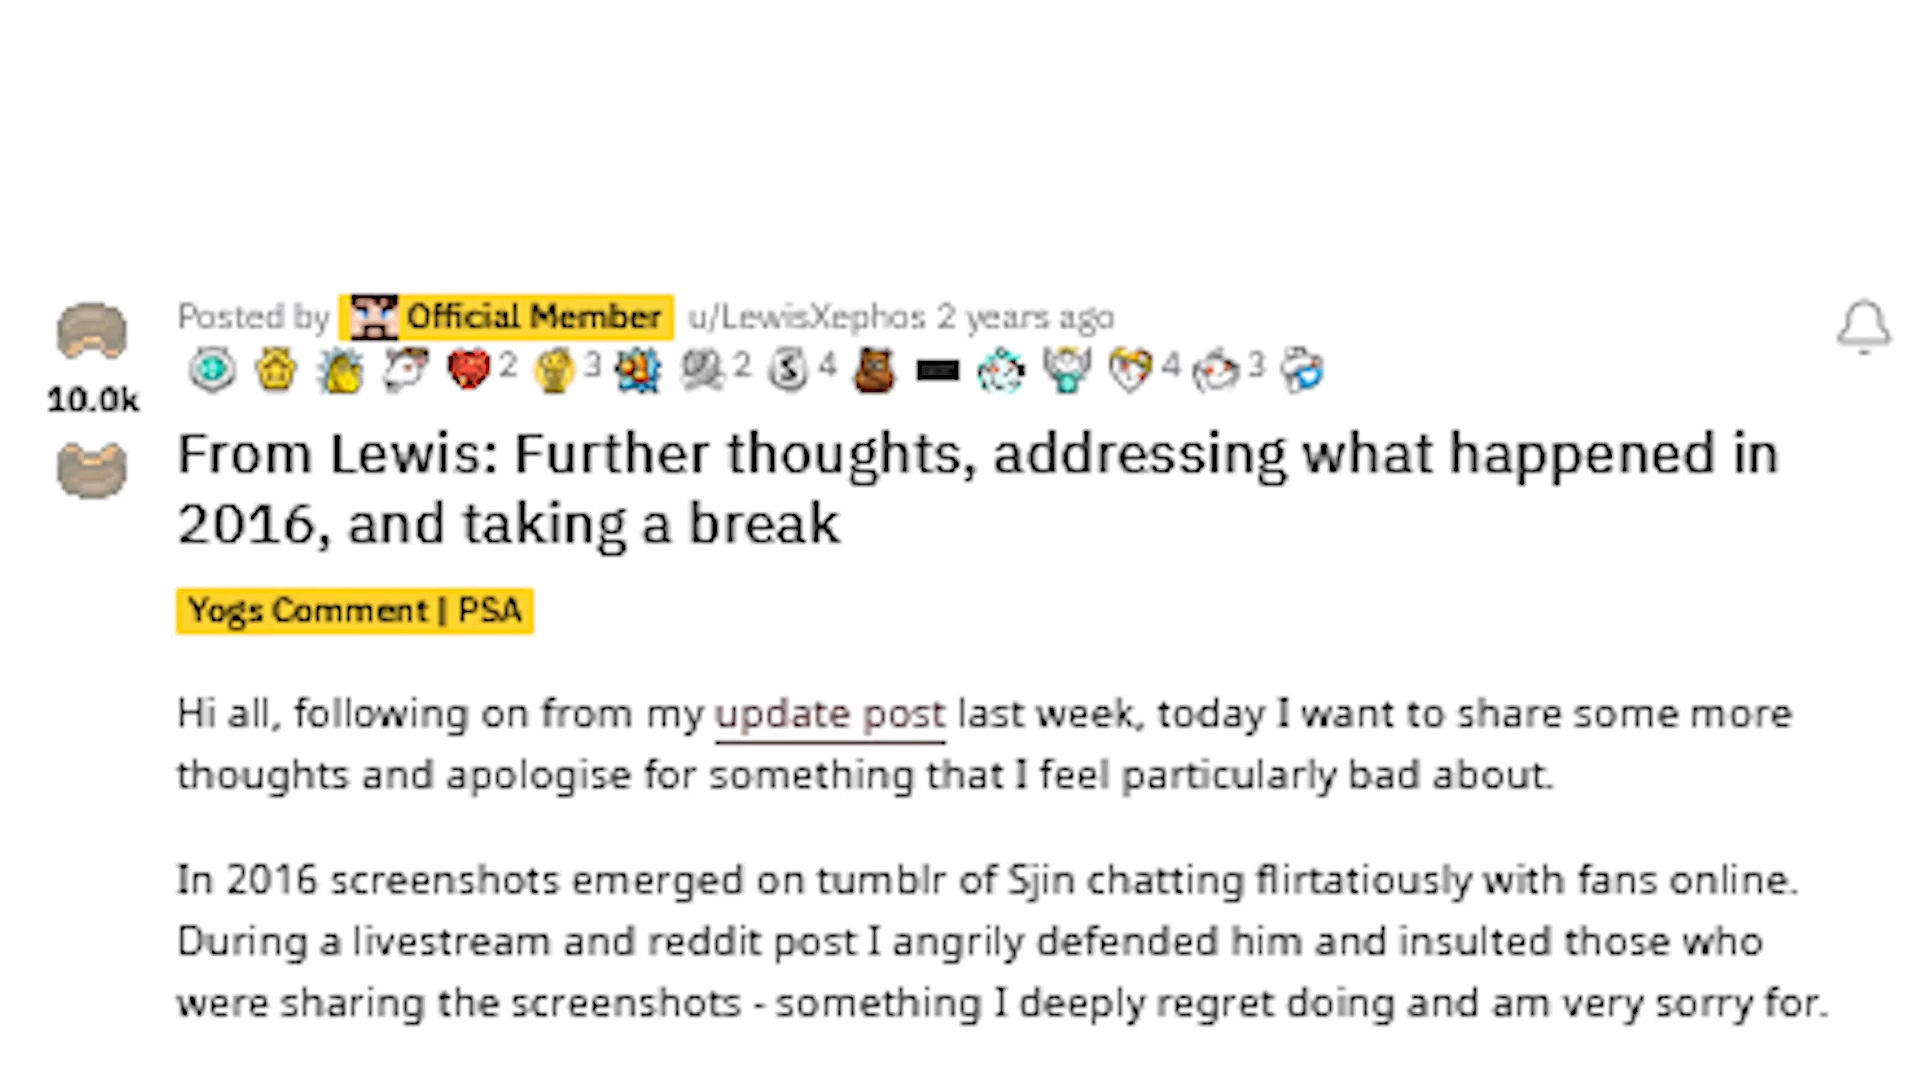 Posted by Official Member u/LewisXephos 2 years ago
2 3 2 4 4 3
10.0k
From Lewis: Further thoughts, addressing what happened in
2016, and taking a break
Yogs Comment | PSA
Hi all, following on from my update post last week, today I want to share some more
thoughts and apologise for something that I feel particularly bad about.
In 2016 screenshots emerged on tumblr of Sjin chatting flirtatiously with fans online.
During a livestream and reddit post I angrily defended him and insulted those who
were sharing the screenshots - something I deeply regret doing and am very sorry for.